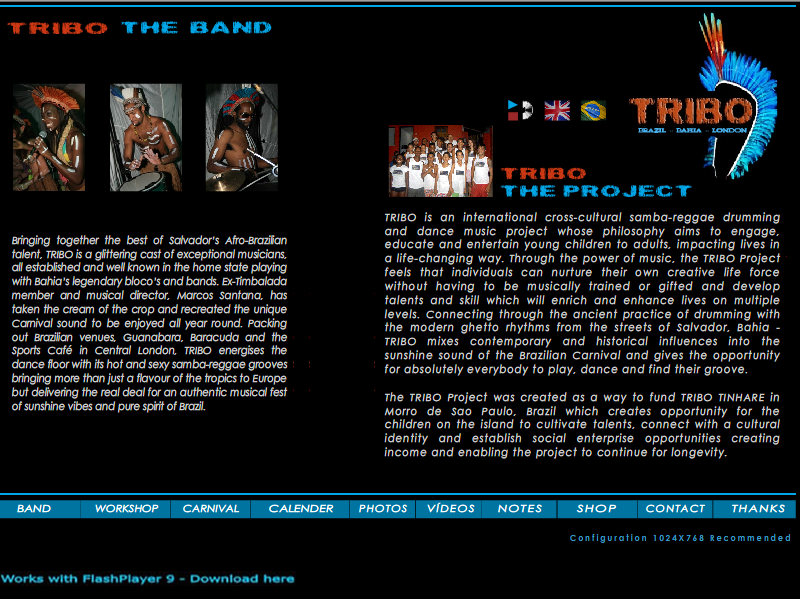 TRIBO THE BAND
TRIBO
BRAZIL - BAHIA - LONDON
TRIBO
THE PROJECT
Bringing together the best of Salvador's Afro-Brazilian
talent, TRIBO is a glittering cast of exceptional musicians,
all established and well known in the home state playing
with Bahia's legendary bloco's and bands. Ex-Timbalada
member and musical director, Marcos Santana, has
taken the cream of the crop and recreated the unique
Carnival sound to be enjoyed all year round. Packing
out Brazilian venues, Guanabara, Baracuda and the
Sports Café in Central London, TRIBO energises the
dance floor with its hot and sexy samba-reggae grooves
bringing more than just a flavour of the tropics to Europe
but delivering the real deal for an authentic musical fest
of sunshine vibes and pure spirit of Brazil.
TRIBO is an international cross-cultural samba-reggae drumming
and dance music project whose philosophy aims to engage,
educate and entertain young children to adults, impacting lives in
a life-changing way. Through the power of music, the TRIBO Project
feels that individuals can nurture their own creative life force
without having to be musically trained or gifted and develop
talents and skill which will enrich and enhance lives on multiple
levels. Connecting through the ancient practice of drumming with
the modern ghetto rhythms from the streets of Salvador, Bahia -
TRIBO mixes contemporary and historical influences into the
sunshine sound of the Brazilian Carnival and gives the opportunity
for absolutely everybody to play, dance and find their groove.
The TRIBO Project was created as a way to fund TRIBO TINHARE in
Morro de Sao Paulo, Brazil which creates opportunity for the
children on the island to cultivate talents, connect with a cultural
identity and establish social enterprise opportunities creating
income and enabling the project to continue for longevity.
BAND WORKSHOP CARNIVAL CALENDER PHOTOS VÍDEOS NOTES SHOP CONTACT THANKS
Configuration 1024X768 Recommended
Works with FlashPlayer 9 - Download here